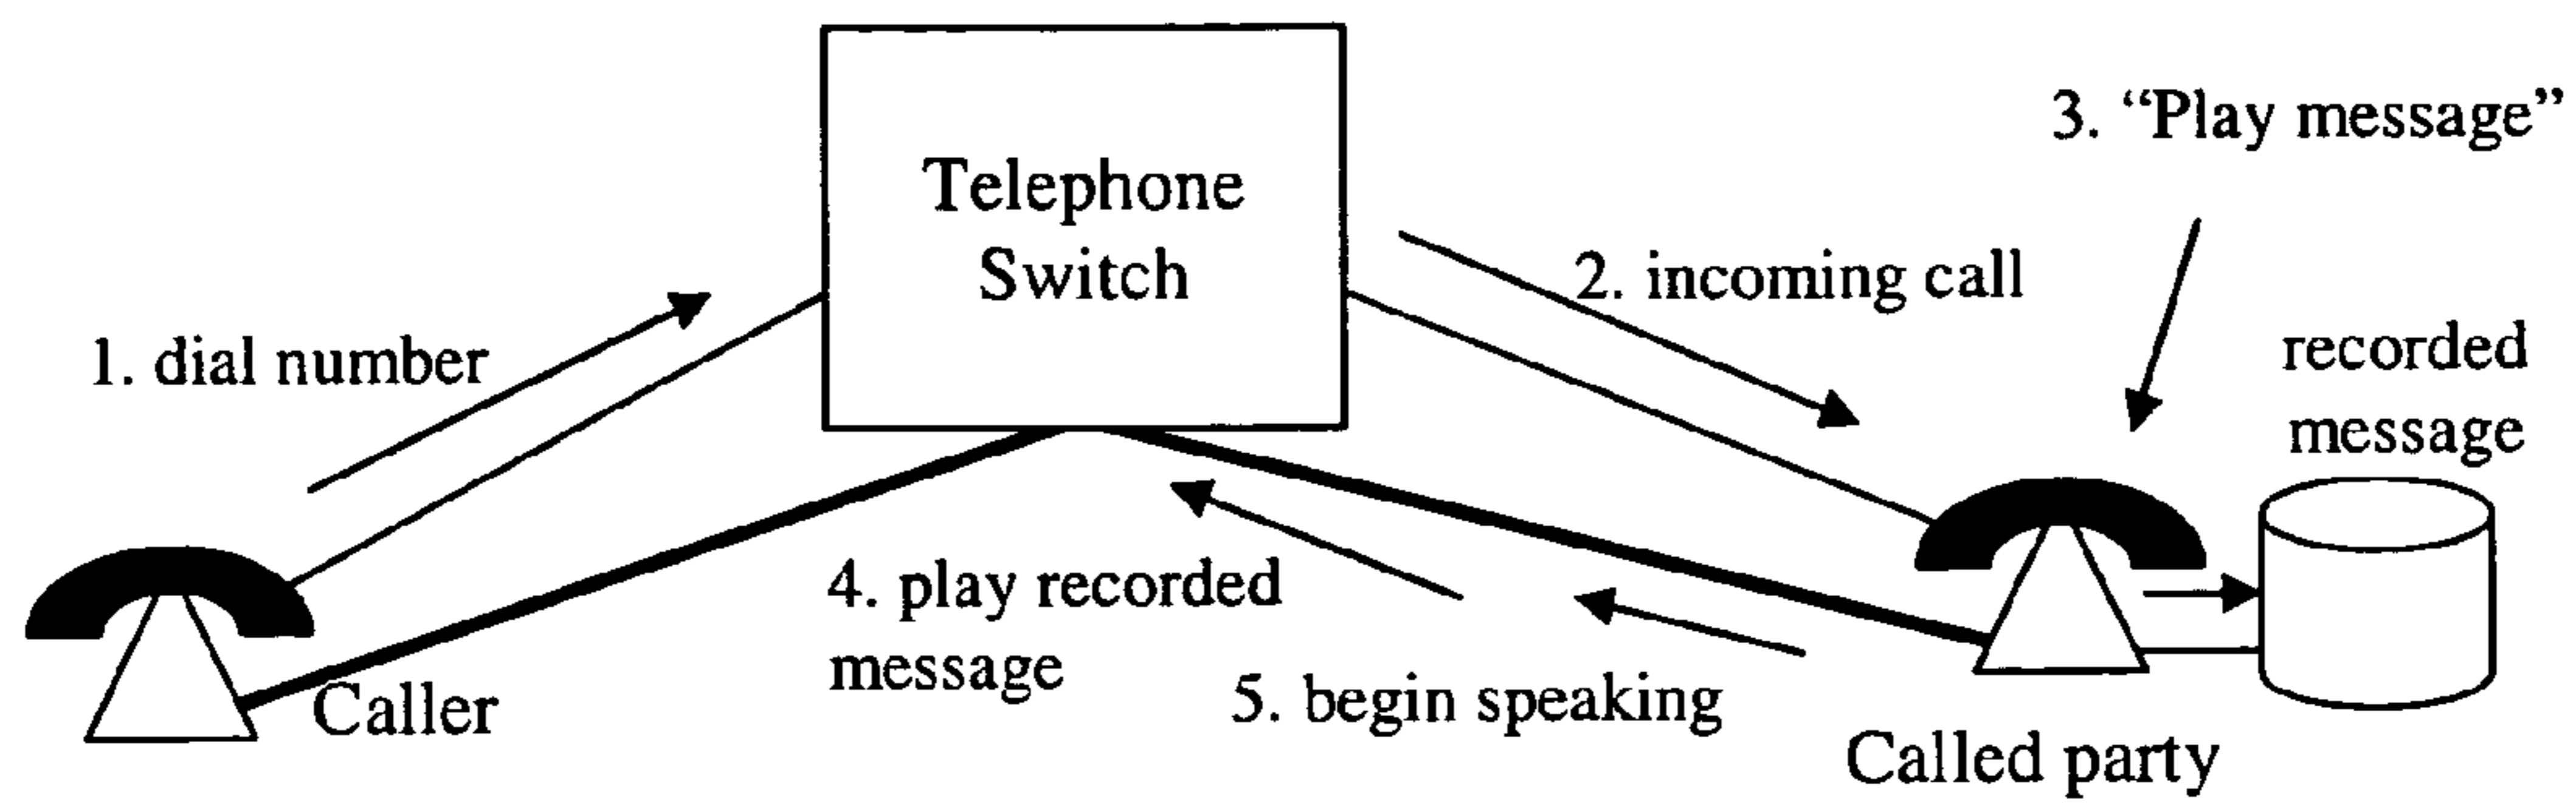 Telephone
Switch
1. dial number
2. incoming call
3. “Play message”
recorded
message
4. play recorded
message
5. begin speaking
Caller
Called party